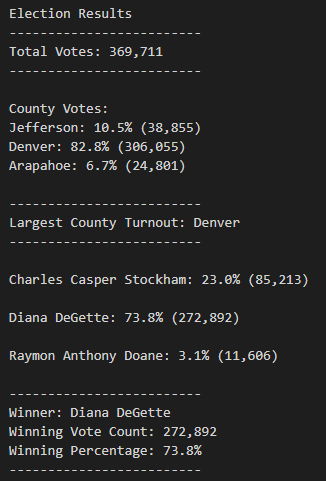 Election Results
-------------------------
Total Votes: 369,711
-------------------------
County Votes:
Jefferson: 10.5% (38,855)
Denver: 82.8% (306,055)
Arapahoe: 6.7% (24,801)
-------------------------
Largest County Turnout: Denver
-------------------------
Charles Casper Stockham: 23.0% (85,213)
Diana DeGette: 73.8% (272,892)
Raymon Anthony Doane: 3.1% (11,606)
-------------------------
Winner: Diana DeGette
Winning Vote Count: 272,892
Winning Percentage: 73.8%
-------------------------